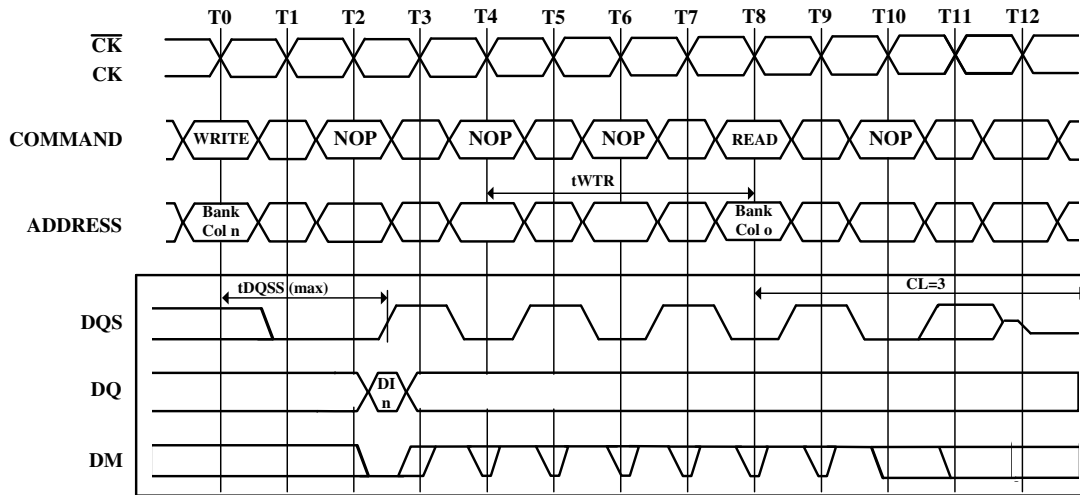 T0 T1 T2 T3 T4 T5 T6 T7 T8 T9 T10 T11 T12
CK
CK
COMMAND WRITE NOP NOP NOP READ NOP
tWTR
ADDRESS Bank Col n Bank Col o
tDQSS (max) CL=3
DQS
DQ DI n
DM